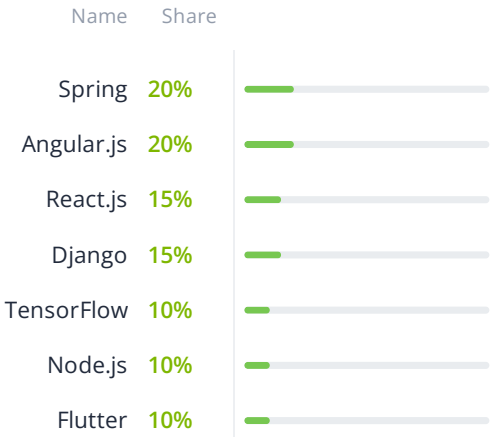 Name Share
Spring 20%
Angular.js 20%
React.js 15%
Django 15%
TensorFlow 10%
Node.js 10%
Flutter 10%